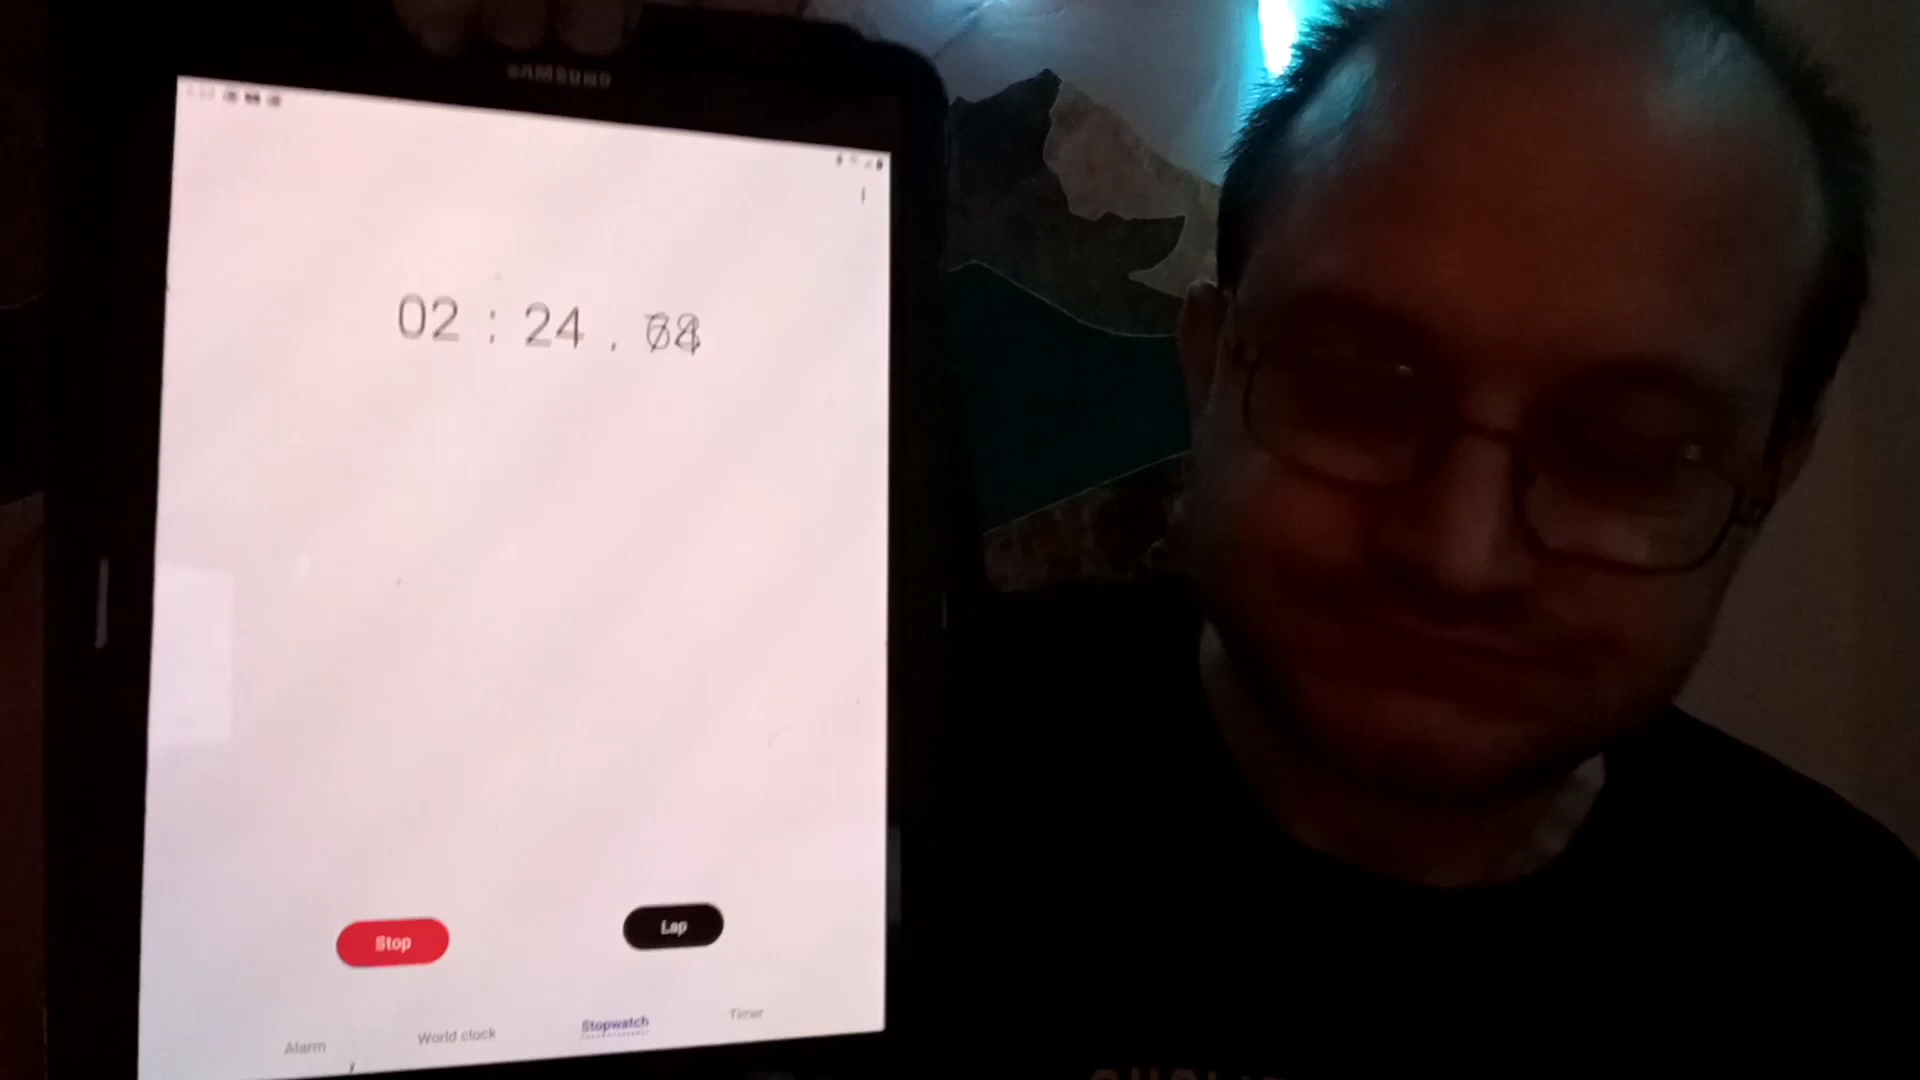 SAMSUNG
02 : 24 .
Stop
Lap
Alarm
World clock
Stopwatch
Timer